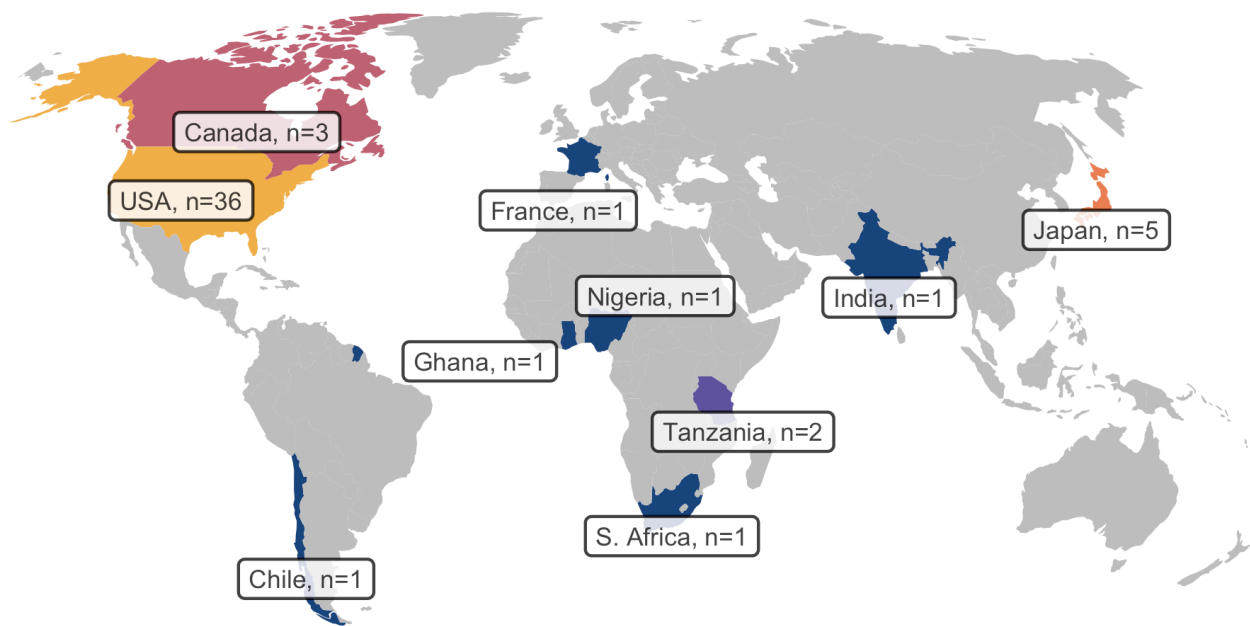 Canada, n=3
USA, n=36
France, n=1
Japan, n=5
Nigeria, n=1
India, n=1
Ghana, n=1
Tanzania, n=2
S. Africa, n=1
Chile, n=1